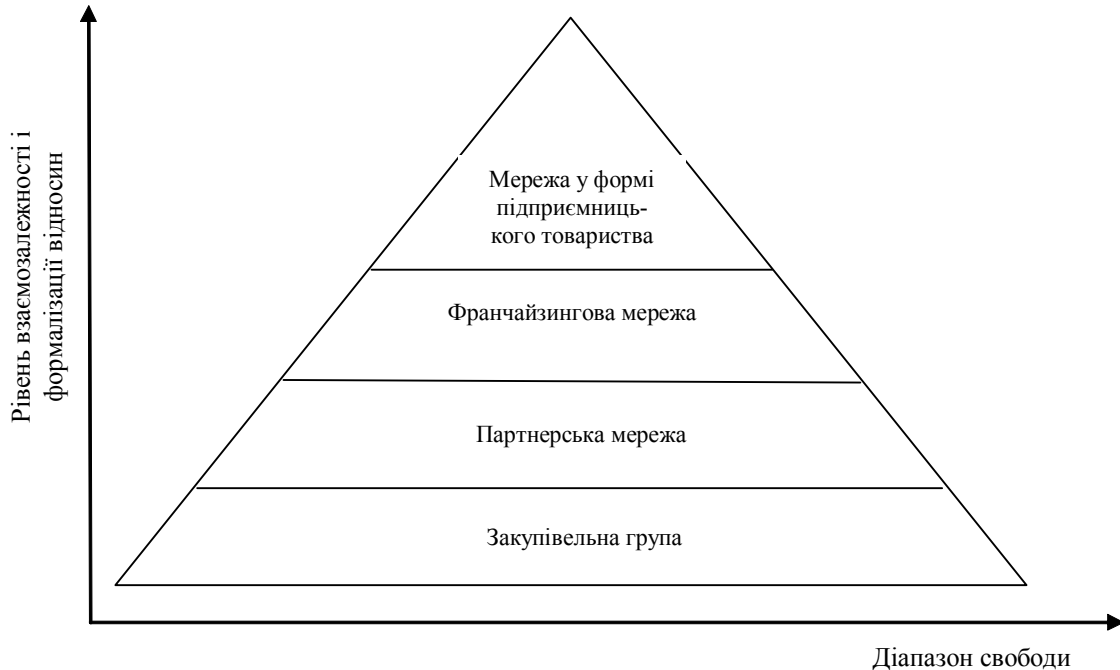 Рівень взаємозалежності і
формалізації відносин
Мережа у формі
підприємниць-
кого товариства
Франчайзингова мережа
Партнерська мережа
Закупівельна група
Діапазон свободи